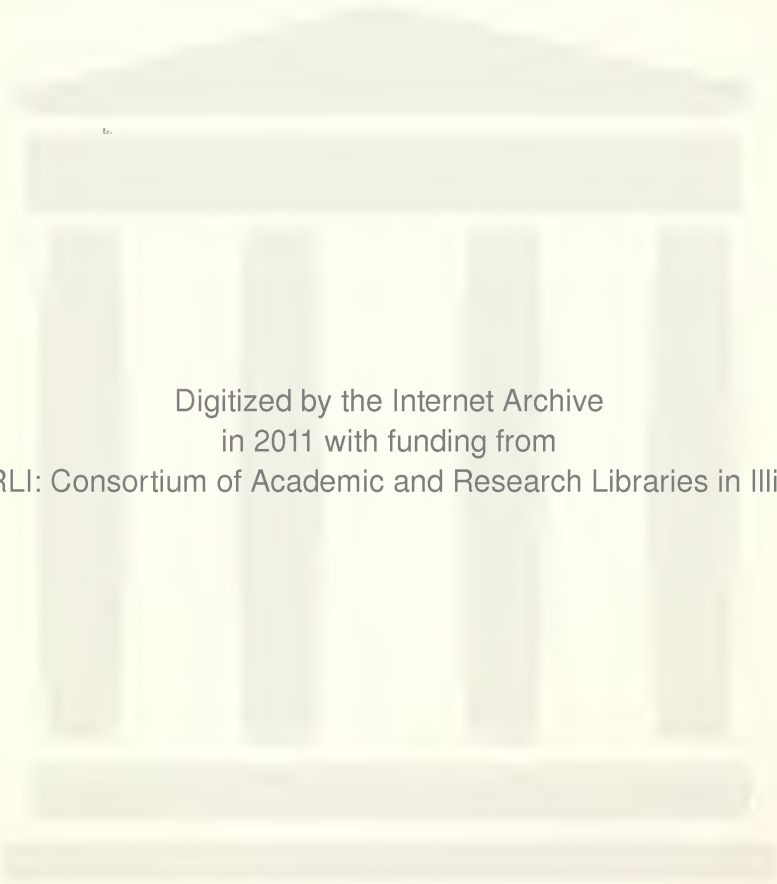 Digitized by the Internet Archive
in 2011 with funding from
RLI: Consortium of Academic and Research Libraries in Illi